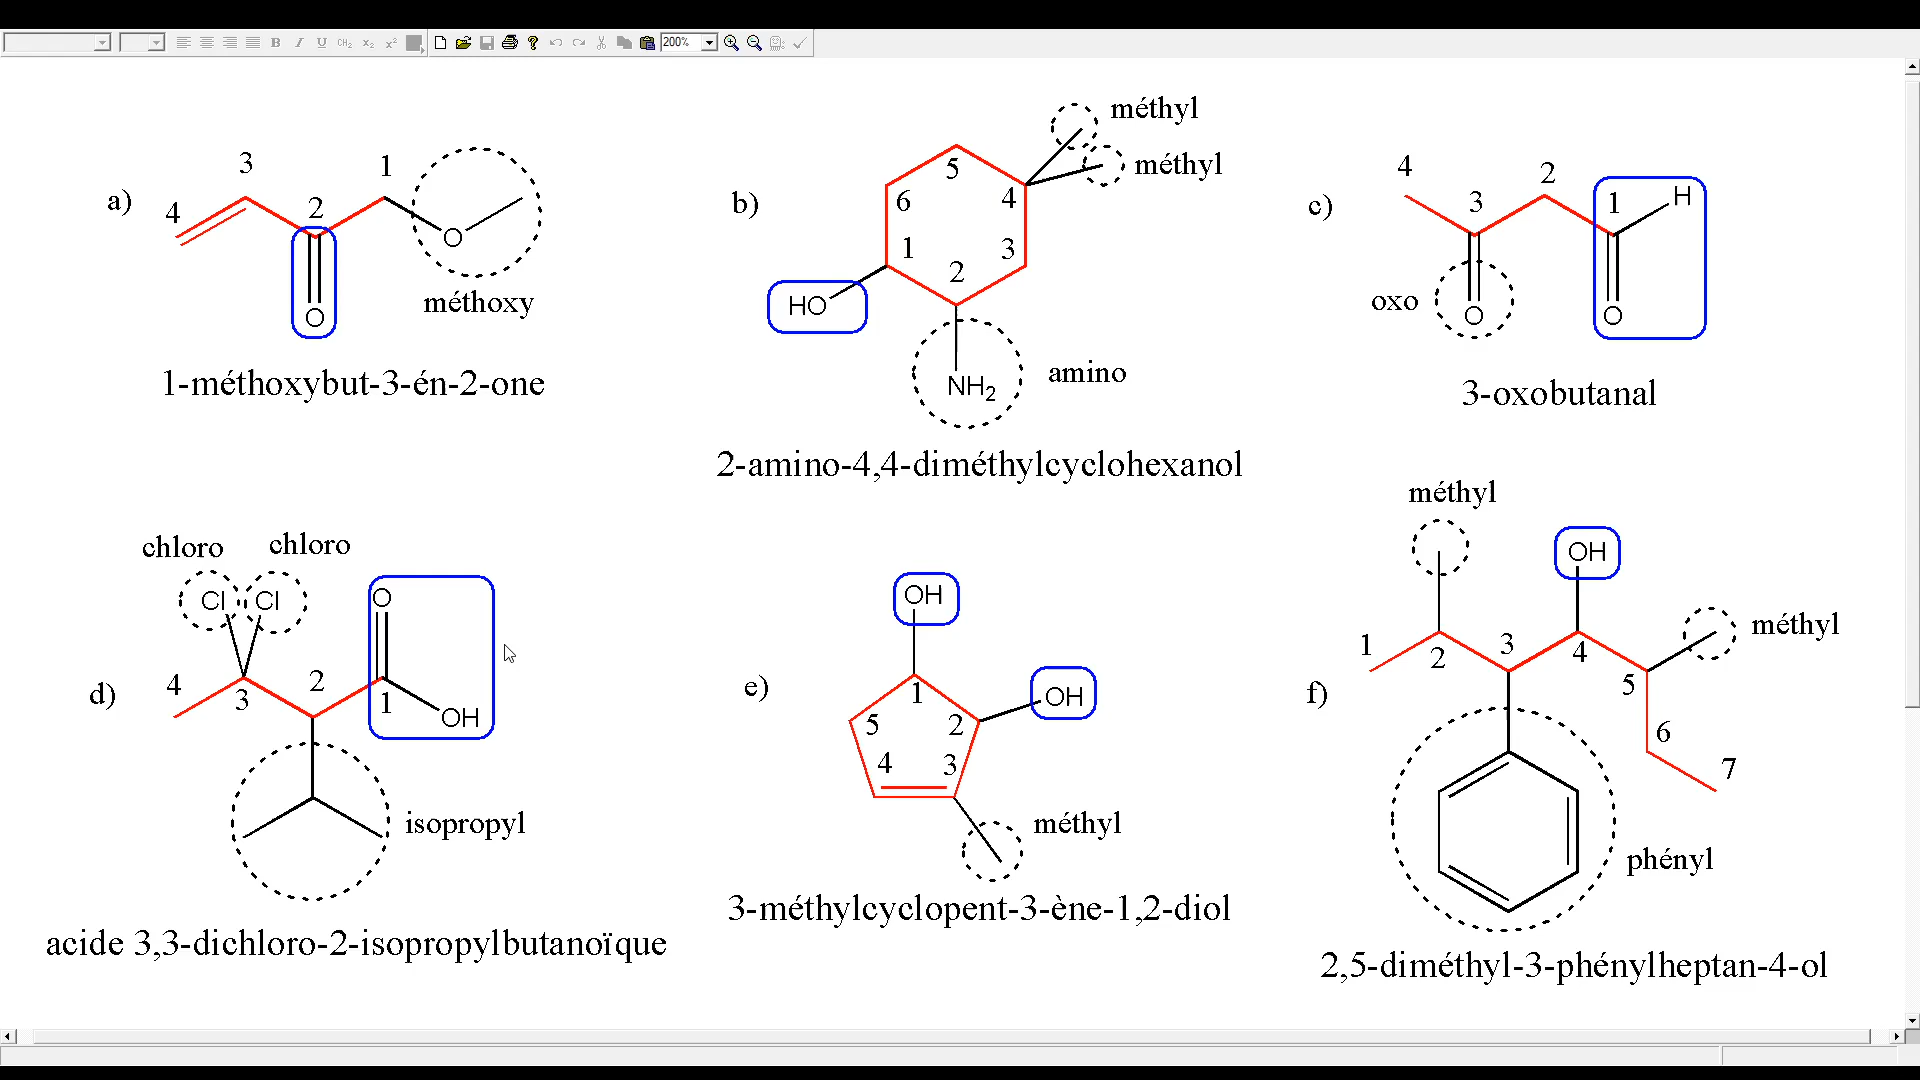 B I U CH₂ X₂ X² 200%
a)
4
3
2
1
O
O
méthoxy
1-méthoxybut-3-én-2-one
b)
méthyl
méthyl
5
6
4
1
3
2
HO
NH₂
amino
2-amino-4,4-diméthylcyclohexanol
c)
4
3
2
1
H
oxo
O
O
3-oxobutanal
d)
chloro
chloro
Cl
Cl
O
4
3
2
1
OH
isopropyl
acide 3,3-dichloro-2-isopropylbutanoïque
e)
OH
OH
1
2
5
4
3
méthyl
3-méthylcyclopent-3-ène-1,2-diol
f)
méthyl
OH
méthyl
1
2
3
4
5
6
7
phényl
2,5-diméthyl-3-phénylheptan-4-ol